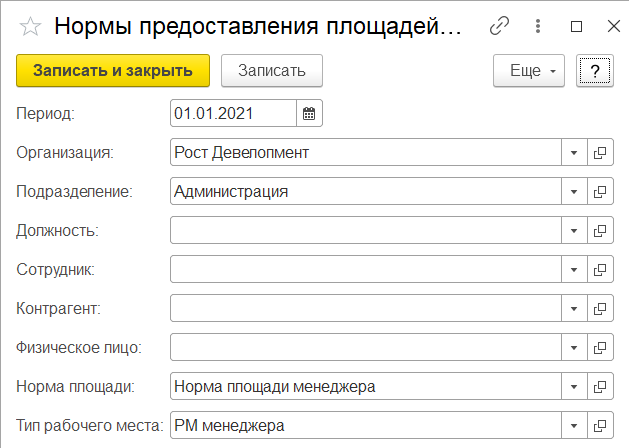 Нормы предоставления площадей...
Записать и закрыть Записать Еще ?
Период: 01.01.2021
Организация: Рост Девелопмент
Подразделение: Администрация
Должность:
Сотрудник:
Контрагент:
Физическое лицо:
Норма площади: Норма площади менеджера
Тип рабочего места: РМ менеджера